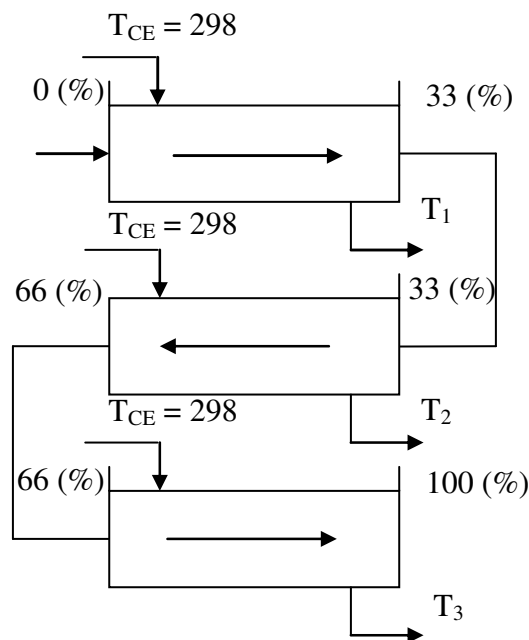 T_CE = 298
0 (%)
33 (%)
T_1
T_CE = 298
66 (%)
33 (%)
T_2
T_CE = 298
66 (%)
100 (%)
T_3